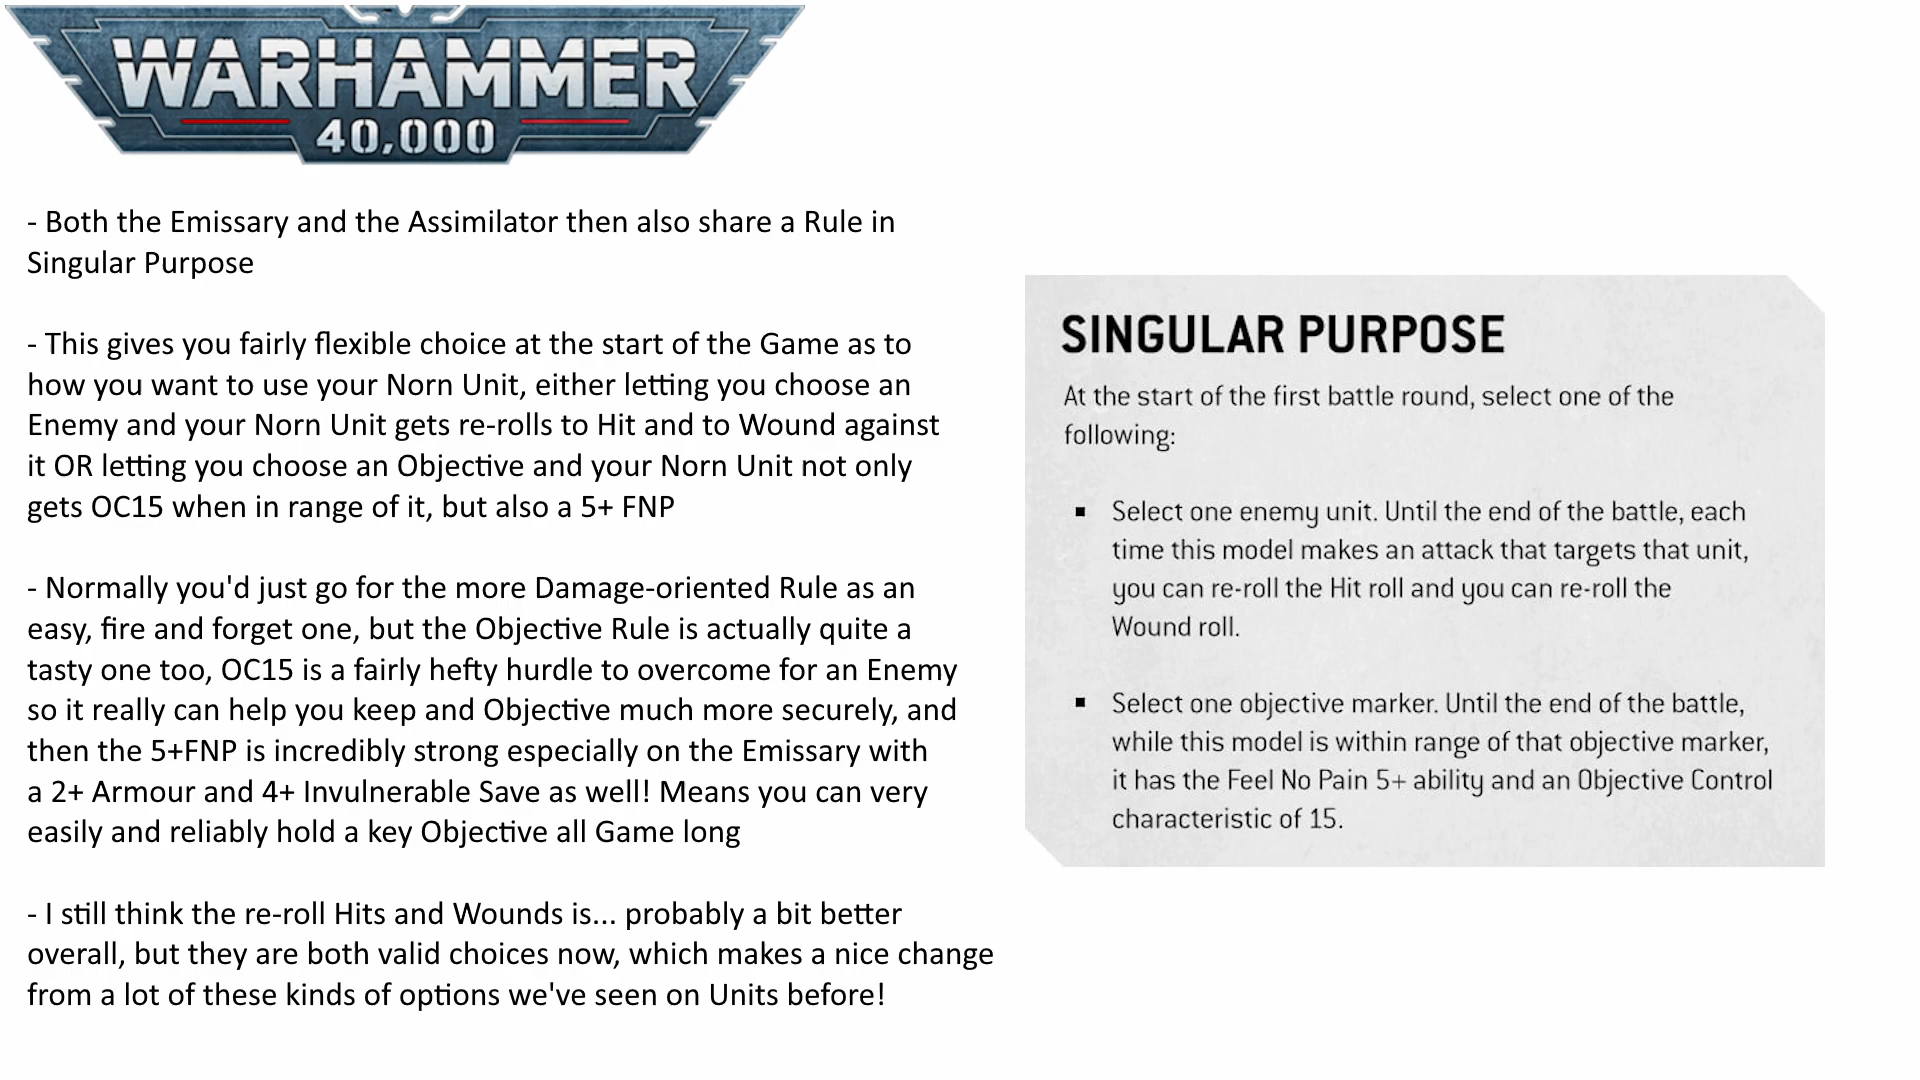 WARHAMMER
40,000
- Both the Emissary and the Assimilator then also share a Rule in
Singular Purpose
- This gives you fairly flexible choice at the start of the Game as to
how you want to use your Norn Unit, either letting you choose an
Enemy and your Norn Unit gets re-rolls to Hit and to Wound against
it OR letting you choose an Objective and your Norn Unit not only
gets OC15 when in range of it, but also a 5+ FNP
- Normally you'd just go for the more Damage-oriented Rule as an
easy, fire and forget one, but the Objective Rule is actually quite a
tasty one too, OC15 is a fairly hefty hurdle to overcome for an Enemy
so it really can help you keep and Objective much more securely, and
then the 5+FNP is incredibly strong especially on the Emissary with
a 2+ Armour and 4+ Invulnerable Save as well! Means you can very
easily and reliably hold a key Objective all Game long
- I still think the re-roll Hits and Wounds is... probably a bit better
overall, but they are both valid choices now, which makes a nice change
from a lot of these kinds of options we've seen on Units before!
SINGULAR PURPOSE
At the start of the first battle round, select one of the
following:
▪ Select one enemy unit. Until the end of the battle, each
time this model makes an attack that targets that unit,
you can re-roll the Hit roll and you can re-roll the
Wound roll.
▪ Select one objective marker. Until the end of the battle,
while this model is within range of that objective marker,
it has the Feel No Pain 5+ ability and an Objective Control
characteristic of 15.